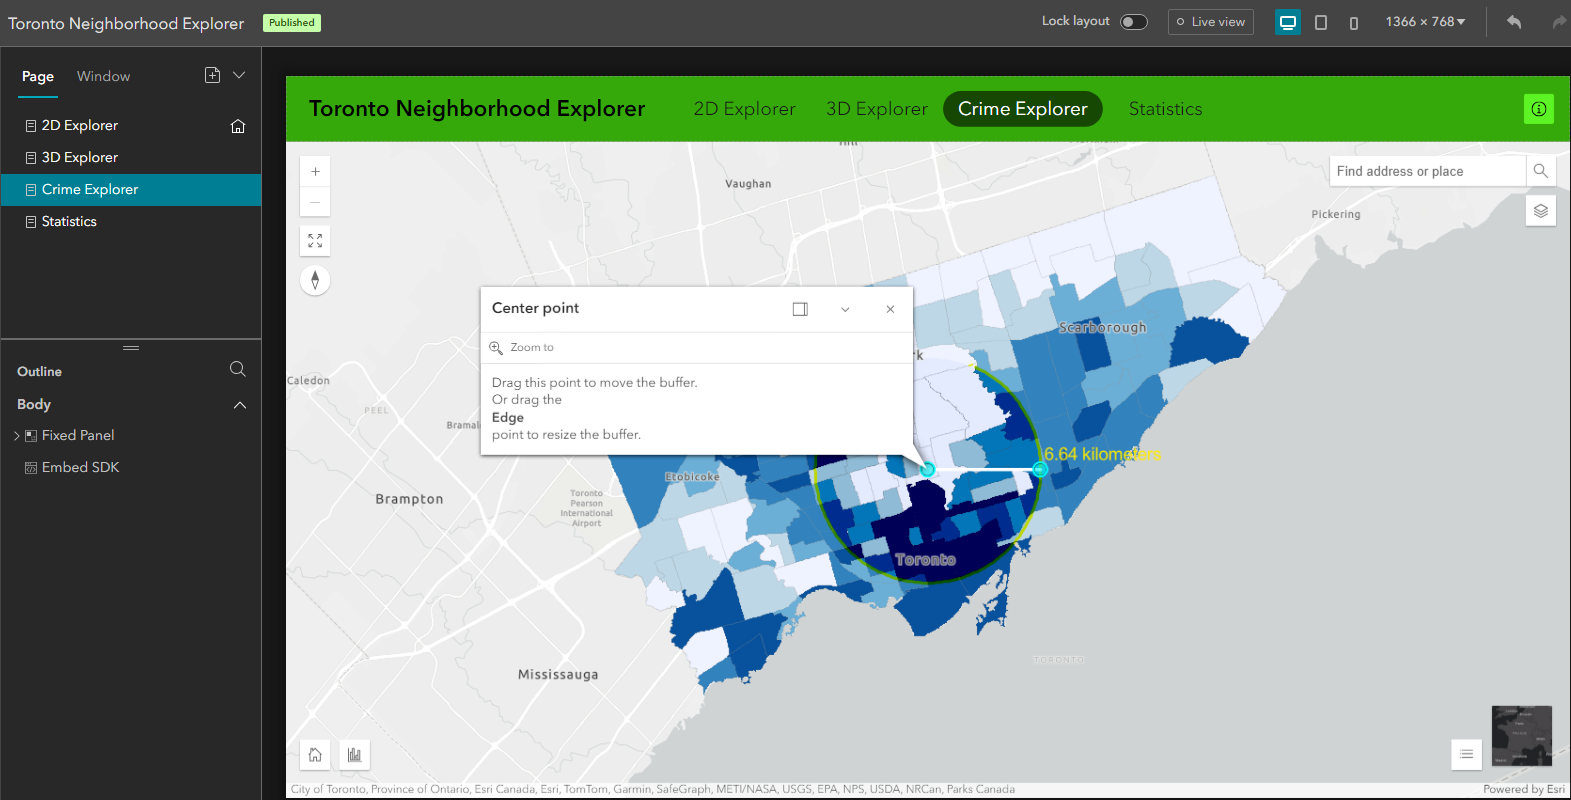 Toronto Neighborhood Explorer
Published
Lock layout
Live view
1366 × 768
Page
Window
2D Explorer
3D Explorer
Crime Explorer
Statistics
Outline
Body
Fixed Panel
Embed SDK
Toronto Neighborhood Explorer
2D Explorer
3D Explorer
Crime Explorer
Statistics
+
−
Find address or place
Hill
Vaughan
Pickering
Scarborough
Center point
Zoom to
Drag this point to move the buffer.
Or drag the
Edge
point to resize the buffer.
rk
Caledon
PEEL
Bramal
6.64 kilometers
Etobicoke
Brampton
Toronto
Pearson
International
Airport
Toronto
Mississauga
TORONTO
City of Toronto, Province of Ontario, Esri Canada, Esri, TomTom, Garmin, SafeGraph, METI/NASA, USGS, EPA, NPS, USDA, NRCan, Parks Canada
Powered by Esri